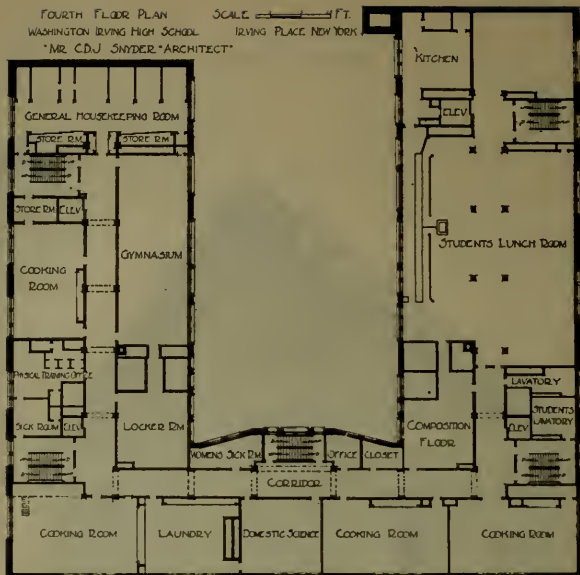 FOURTH FLOOR PLAN
SCALE FT.
WASHINGTON IRVING HIGH SCHOOL
IRVING PLACE NEW YORK
"MR C.B.J SNYDER "ARCHITECT"
KITCHEN
GENERAL HOUSEKEEPING ROOM
ELEV
STORE RM
STORE RM
STORE RM
ELEV
GYMNASIUM
STUDENTS LUNCH ROOM
COOKING
ROOM
PHYSICAL TRAINING OFFICE
LAVATORY
SICK ROOM
ELEV
LOCKER RM
COMPOSITION
FLOOR
ELEV
STUDENTS
LAVATORY
WOMENS SICK RM
OFFICE
CLOSET
CORRIDOR
COOKING ROOM
LAUNDRY
DOMESTIC SCIENCE
COOKING ROOM
COOKING ROOM